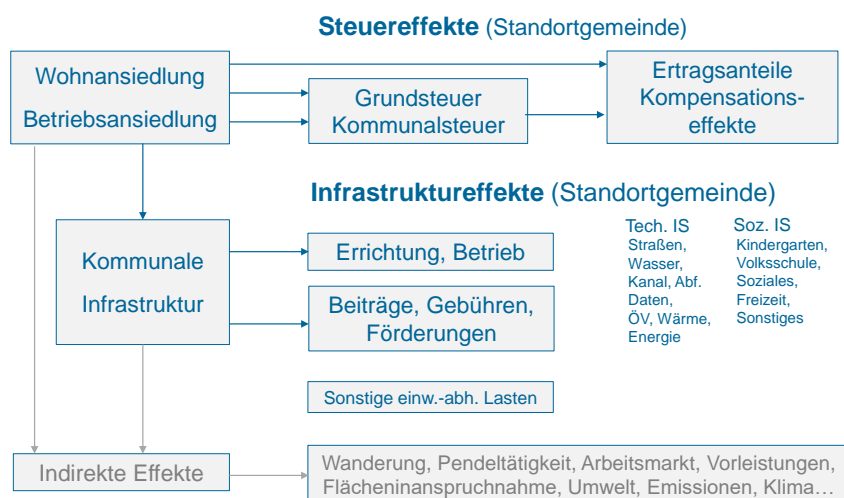 Steuereffekte (Standortgemeinde)
Wohnansiedlung
Betriebsansiedlung
Grundsteuer
Kommunalsteuer
Ertragsanteile
Kompensations-
effekte
Infrastruktureffekte (Standortgemeinde)
Kommunale
Infrastruktur
Errichtung, Betrieb
Beiträge, Gebühren,
Förderungen
Tech. IS
Straßen,
Wasser,
Kanal, Abf.
Daten,
ÖV, Wärme,
Energie
Soz. IS
Kindergarten,
Volksschule,
Soziales,
Freizeit,
Sonstiges
Sonstige einw.-abh. Lasten
Indirekte Effekte
Wanderung, Pendeltätigkeit, Arbeitsmarkt, Vorleistungen,
Flächeninanspruchnahme, Umwelt, Emissionen, Klima…